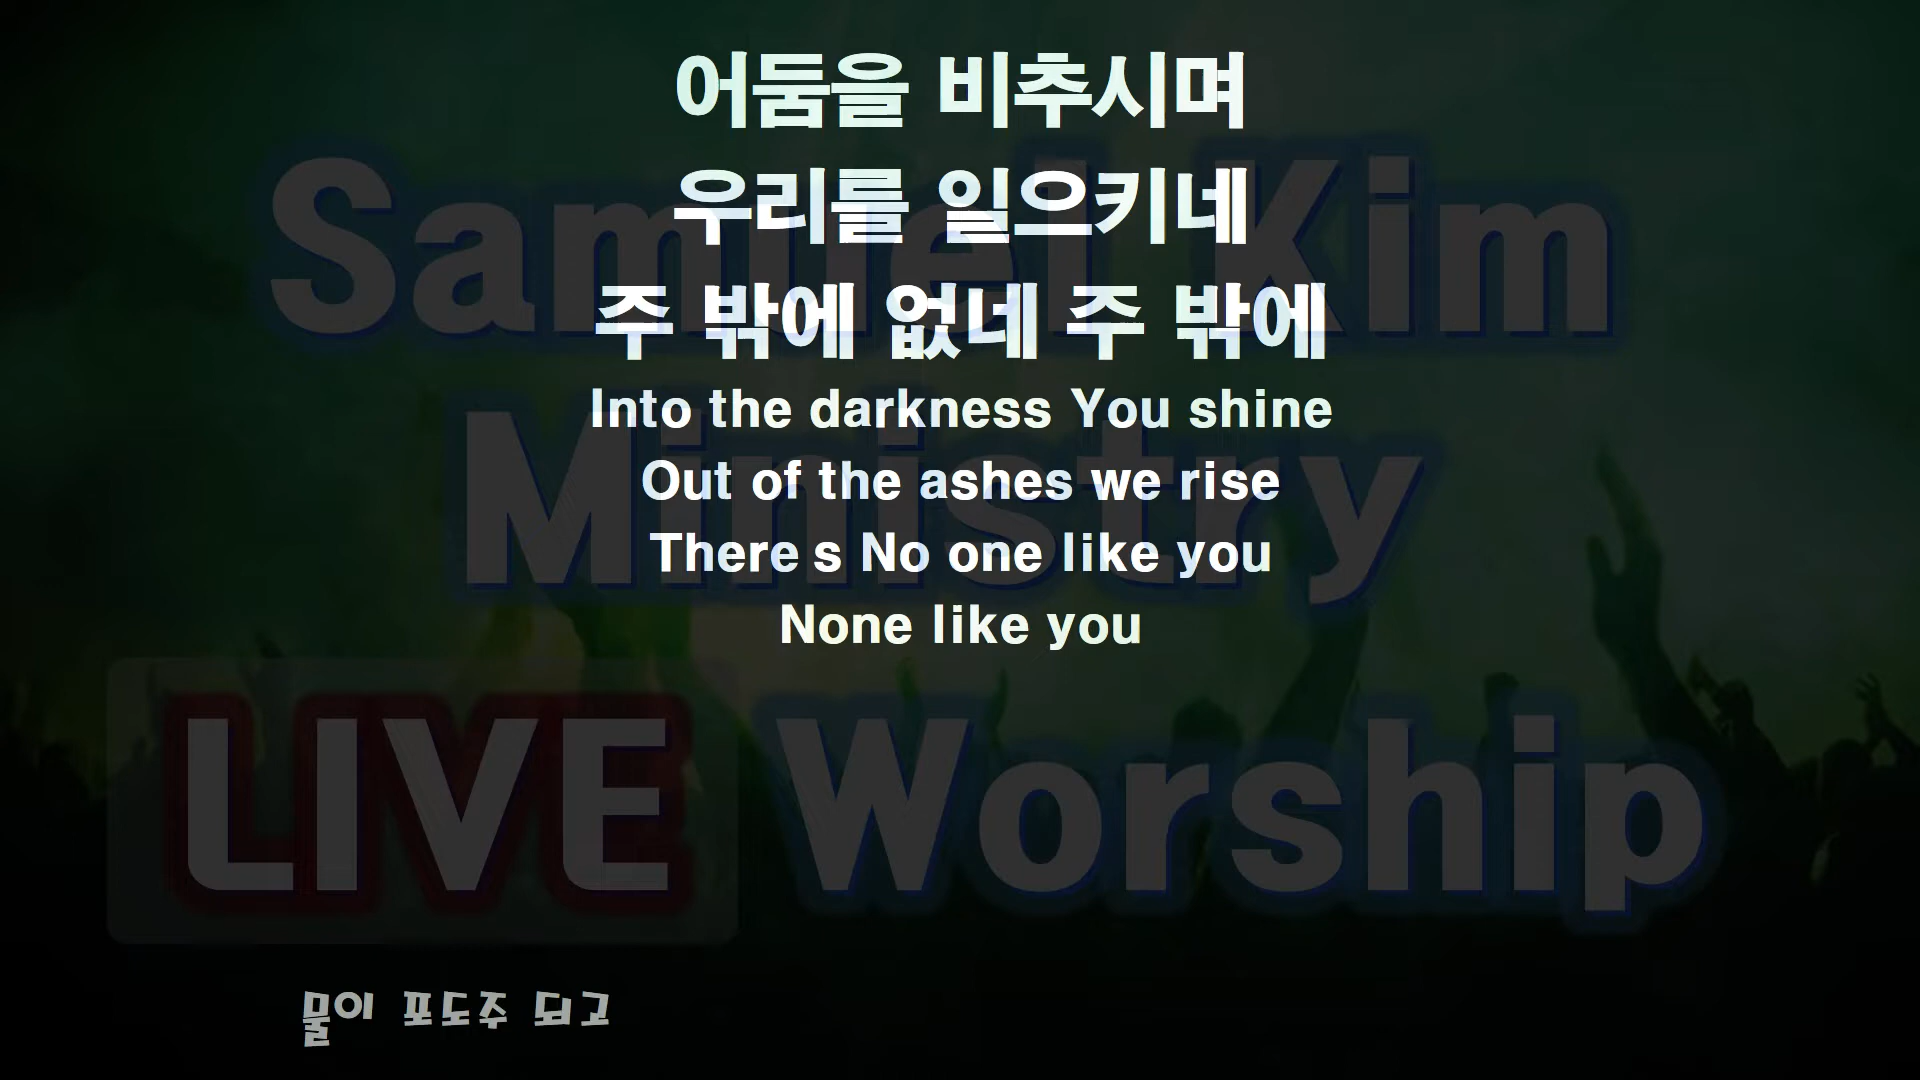 어둠을 비추시며
우리를 일으키네
주 밖에 없네 주 밖에
Into the darkness You shine
Out of the ashes we rise
There s No one like you
None like you
Samuel Kim
Ministry
LIVE Worship
물이 포도주 되고